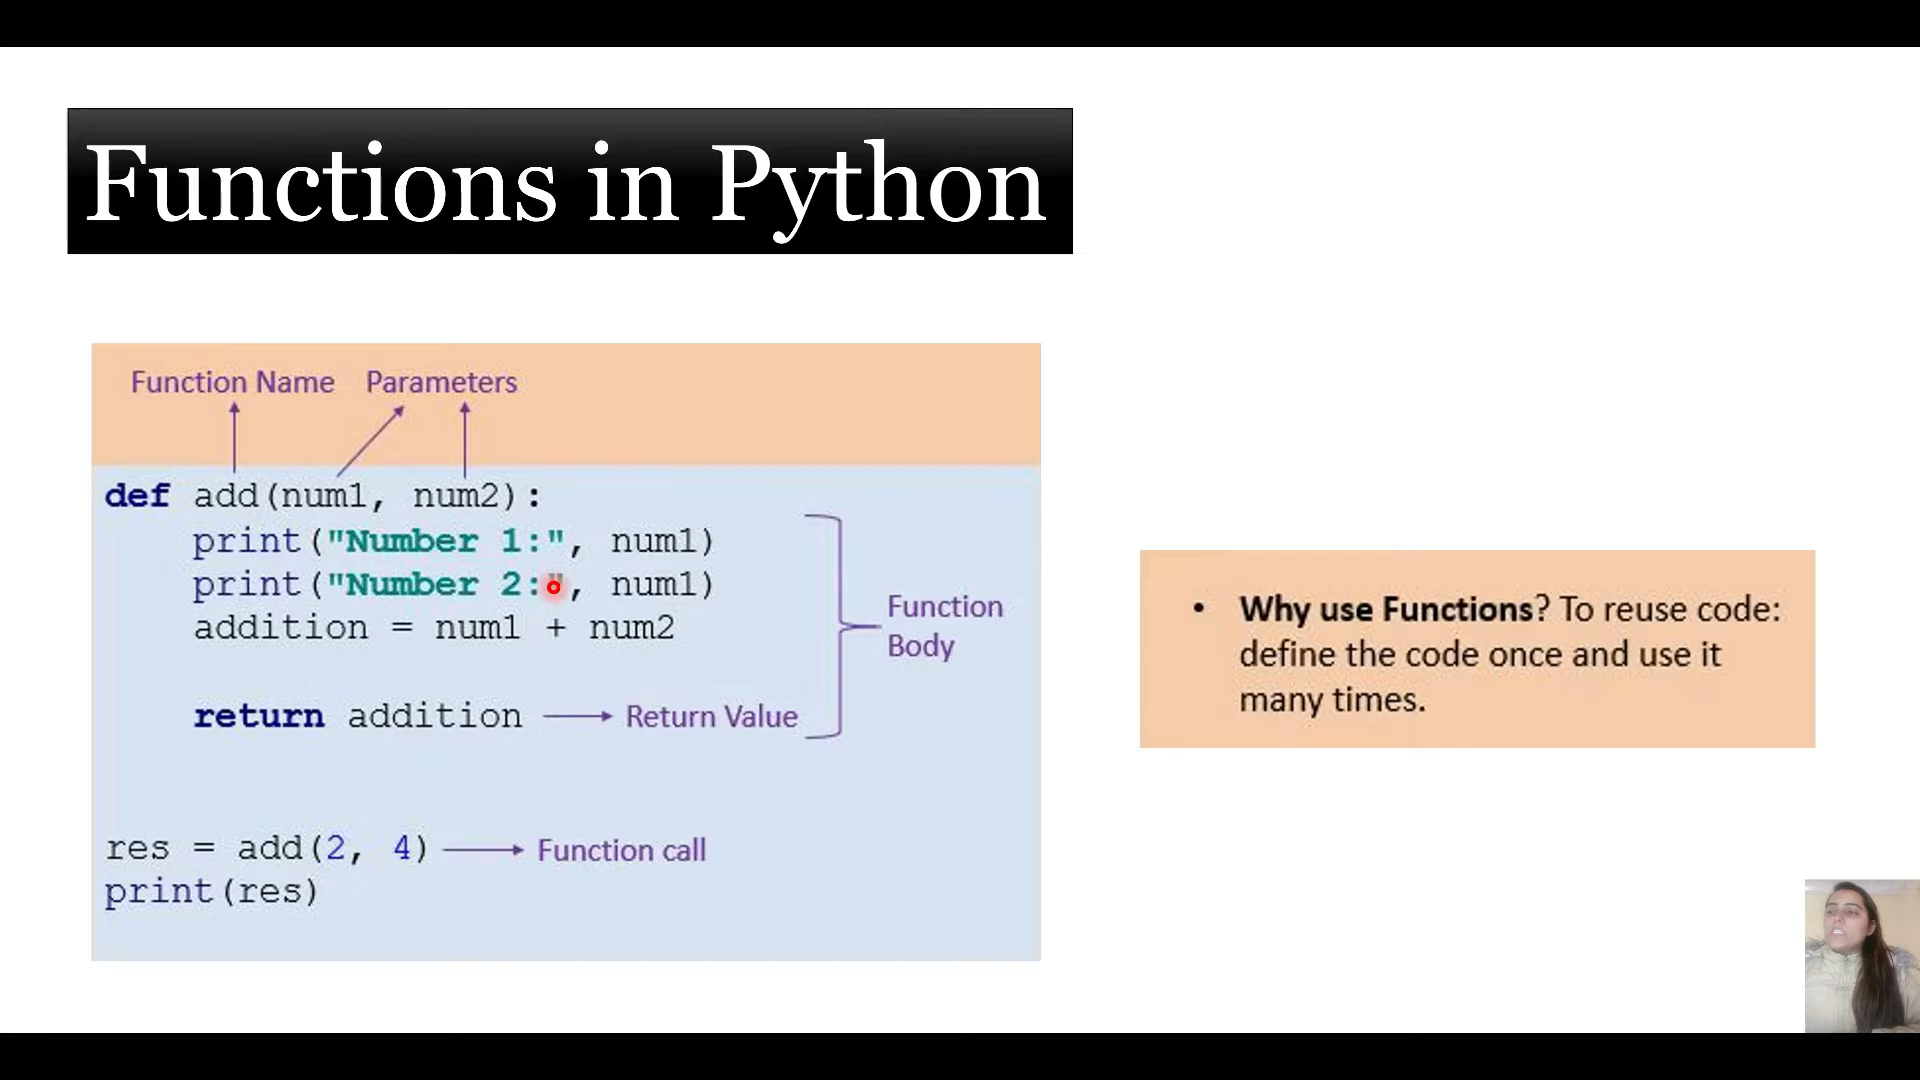 Functions in Python
Function Name Parameters
def add(num1, num2):
print("Number 1:", num1)
print("Number 2:", num1)
addition = num1 + num2
Function
Body
return addition Return Value
res = add(2, 4) Function call
print(res)
• Why use Functions? To reuse code:
define the code once and use it
many times.